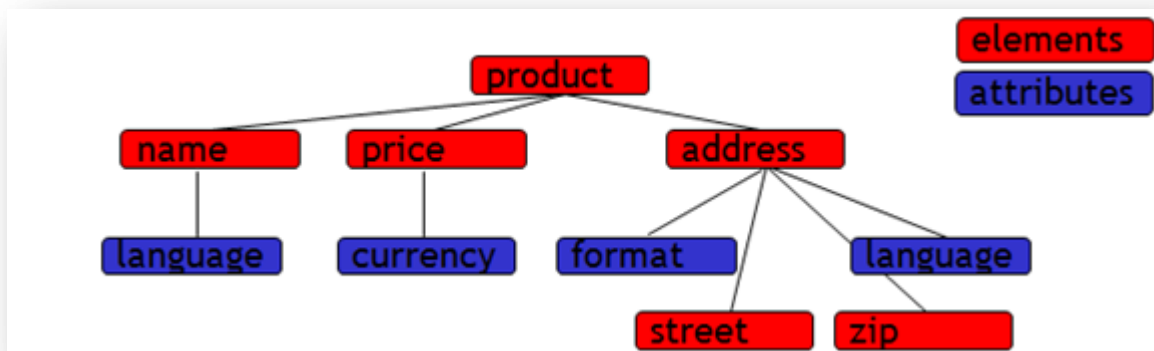 elements
product
attributes
name
price
address
language
currency
format
language
street
zip